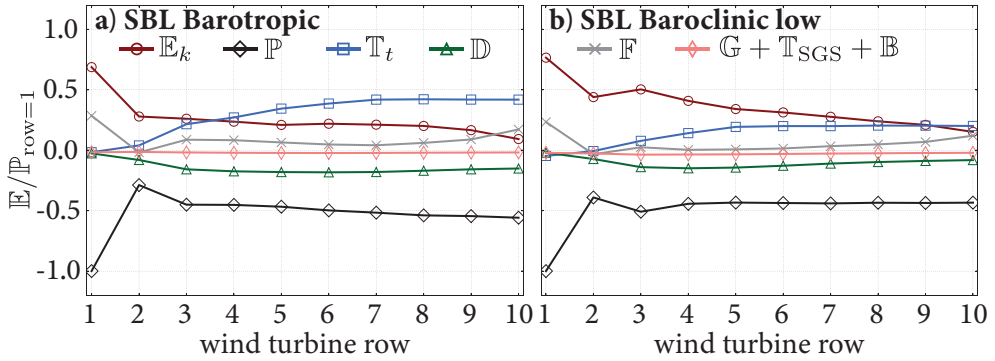 a) SBL Barotropic
b) SBL Baroclinic low
𝔼ₖ ℙ 𝕋ₜ 𝔻
𝔽 𝔾 + 𝕋_SGS + 𝔹
𝔼/ℙ_row=1
1.0
0.5
0.0
-0.5
-1.0
1 2 3 4 5 6 7 8 9 10
1 2 3 4 5 6 7 8 9 10
wind turbine row
wind turbine row